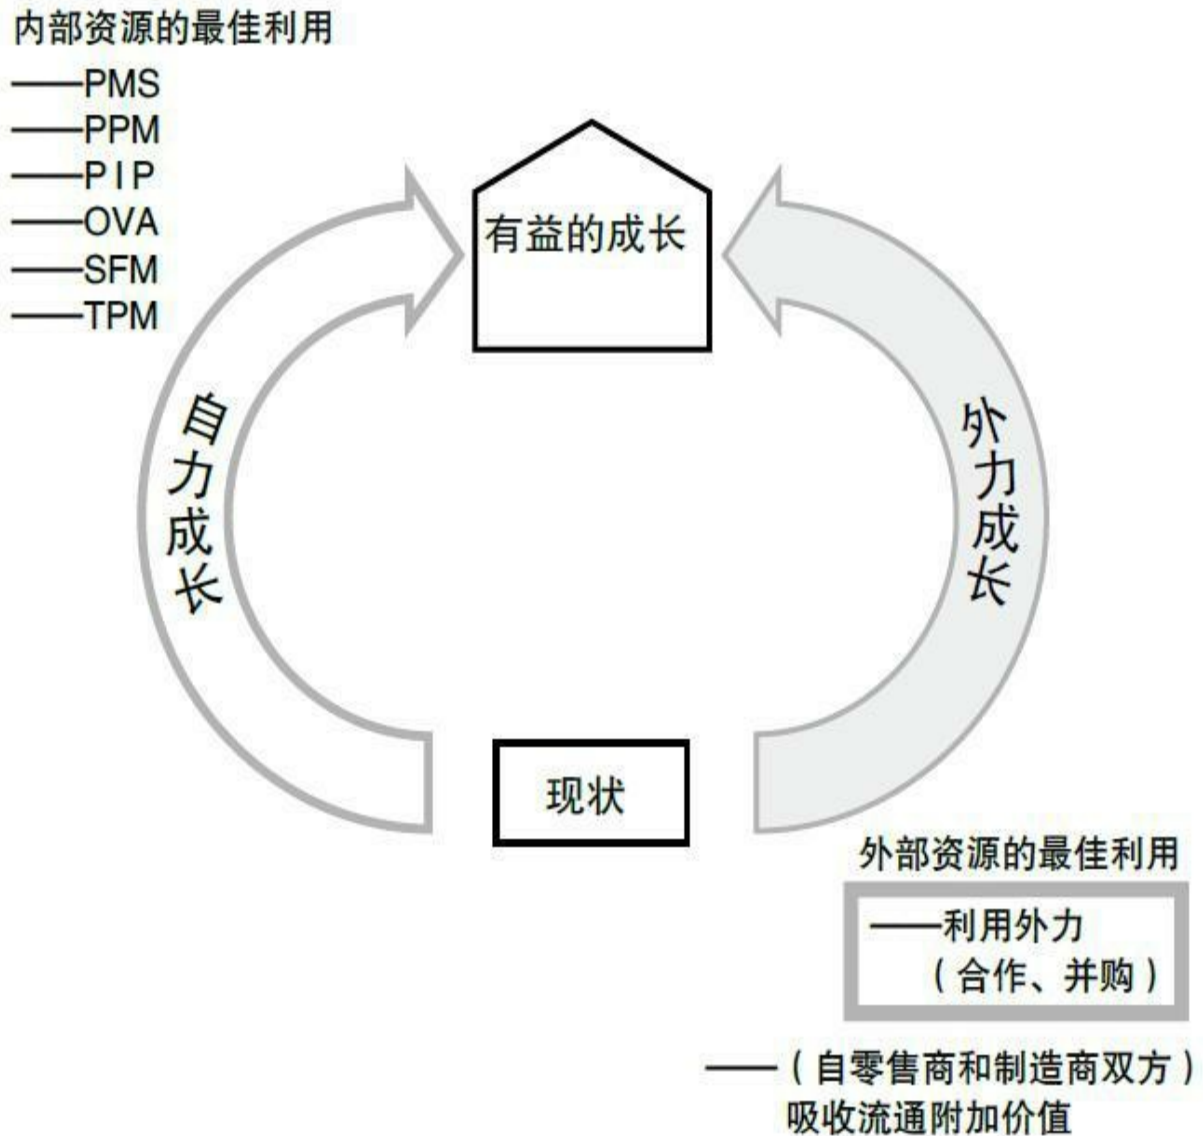 内部资源的最佳利用
——PMS
——PPM
——PIP
——OVA
——SFM
——TPM
有益的成长
自力成长
外力成长
现状
外部资源的最佳利用
——利用外力
（合作、并购）
——（自零售商和制造商双方）
吸收流通附加价值